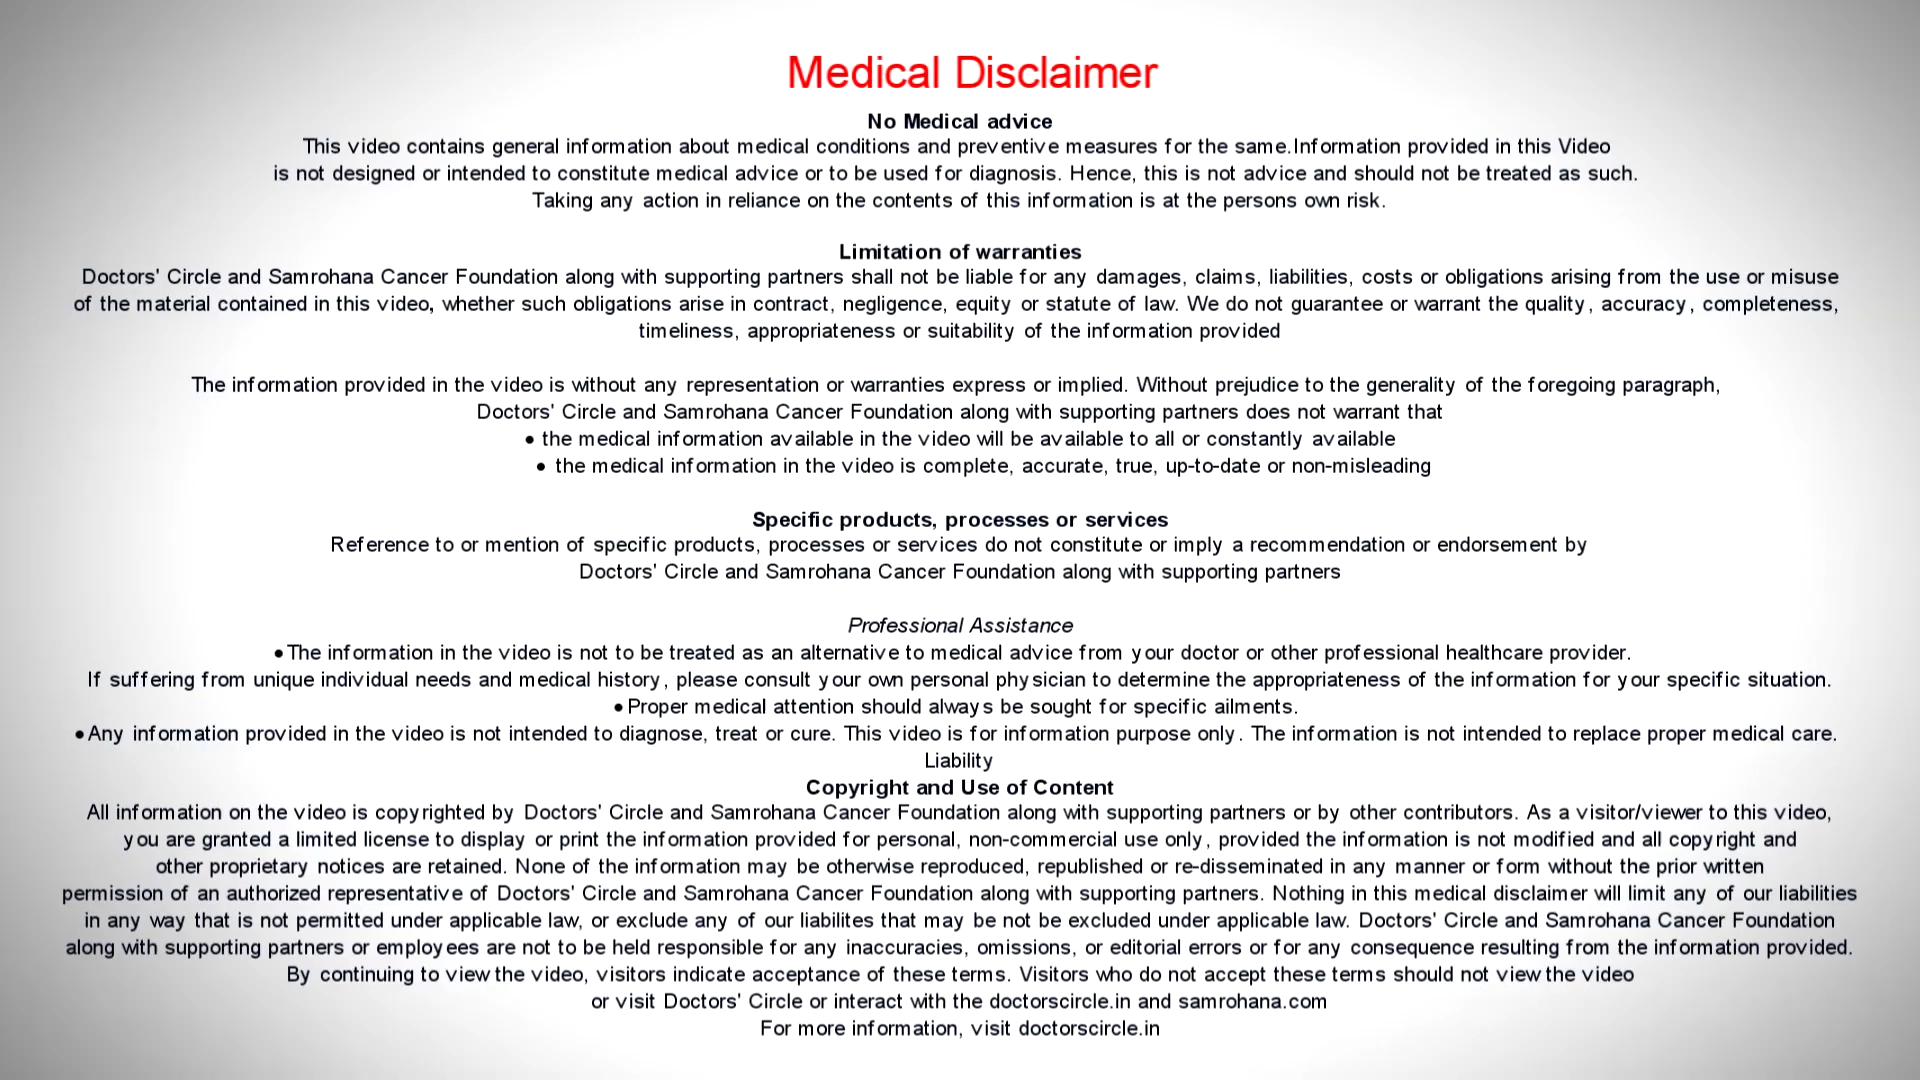 Medical Disclaimer
No Medical advice
This video contains general information about medical conditions and preventive measures for the same.Information provided in this Video
is not designed or intended to constitute medical advice or to be used for diagnosis. Hence, this is not advice and should not be treated as such.
Taking any action in reliance on the contents of this information is at the persons own risk.
Limitation of warranties
Doctors' Circle and Samrohana Cancer Foundation along with supporting partners shall not be liable for any damages, claims, liabilities, costs or obligations arising from the use or misuse
of the material contained in this video, whether such obligations arise in contract, negligence, equity or statute of law. We do not guarantee or warrant the quality, accuracy, completeness,
timeliness, appropriateness or suitability of the information provided
The information provided in the video is without any representation or warranties express or implied. Without prejudice to the generality of the foregoing paragraph,
Doctors' Circle and Samrohana Cancer Foundation along with supporting partners does not warrant that
• the medical information available in the video will be available to all or constantly available
• the medical information in the video is complete, accurate, true, up-to-date or non-misleading
Specific products, processes or services
Reference to or mention of specific products, processes or services do not constitute or imply a recommendation or endorsement by
Doctors' Circle and Samrohana Cancer Foundation along with supporting partners
Professional Assistance
•The information in the video is not to be treated as an alternative to medical advice from your doctor or other professional healthcare provider.
If suffering from unique individual needs and medical history, please consult your own personal physician to determine the appropriateness of the information for your specific situation.
•Proper medical attention should always be sought for specific ailments.
•Any information provided in the video is not intended to diagnose, treat or cure. This video is for information purpose only. The information is not intended to replace proper medical care.
Liability
Copyright and Use of Content
All information on the video is copyrighted by Doctors' Circle and Samrohana Cancer Foundation along with supporting partners or by other contributors. As a visitor/viewer to this video,
you are granted a limited license to display or print the information provided for personal, non-commercial use only, provided the information is not modified and all copyright and
other proprietary notices are retained. None of the information may be otherwise reproduced, republished or re-disseminated in any manner or form without the prior written
permission of an authorized representative of Doctors' Circle and Samrohana Cancer Foundation along with supporting partners. Nothing in this medical disclaimer will limit any of our liabilities
in any way that is not permitted under applicable law, or exclude any of our liabilites that may be not be excluded under applicable law. Doctors' Circle and Samrohana Cancer Foundation
along with supporting partners or employees are not to be held responsible for any inaccuracies, omissions, or editorial errors or for any consequence resulting from the information provided.
By continuing to view the video, visitors indicate acceptance of these terms. Visitors who do not accept these terms should not view the video
or visit Doctors' Circle or interact with the doctorscircle.in and samrohana.com
For more information, visit doctorscircle.in